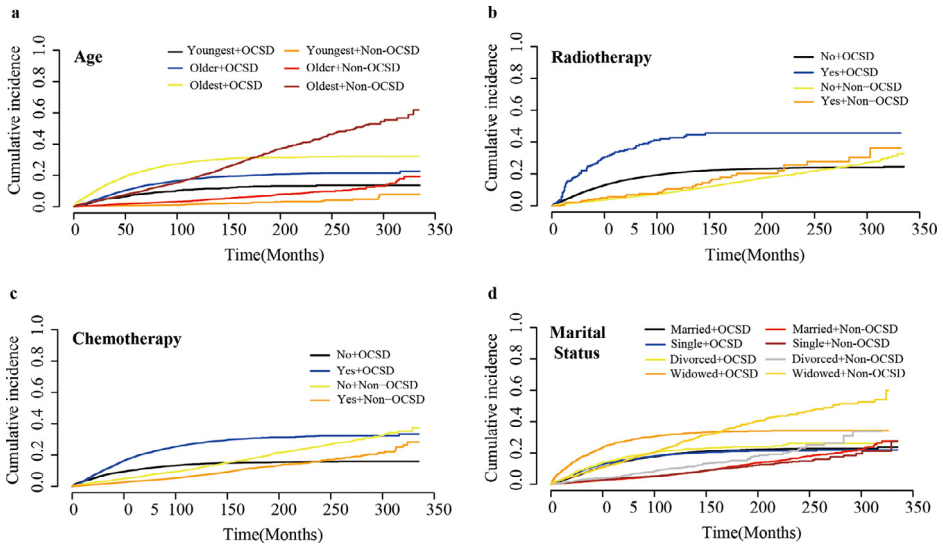 a
Age
Youngest+OCSD
Older+OCSD
Oldest+OCSD
Youngest+Non-OCSD
Older+Non-OCSD
Oldest+Non-OCSD
Cumulative incidence
0.0 0.2 0.4 0.6 0.8 1.0
0 50 100 150 200 250 300 350
Time(Months)
b
Radiotherapy
No+OCSD
Yes+OCSD
No+Non−OCSD
Yes+Non−OCSD
Cumulative incidence
0.0 0.2 0.4 0.6 0.8 1.0
0 0 5 100 150 200 250 300 350
Time(Months)
c
Chemotherapy
No+OCSD
Yes+OCSD
No+Non−OCSD
Yes+Non−OCSD
Cumulative incidence
0.0 0.2 0.4 0.6 0.8 1.0
0 0 5 100 150 200 250 300 350
Time(Months)
d
Marital
Status
Married+OCSD
Single+OCSD
Divorced+OCSD
Widowed+OCSD
Married+Non-OCSD
Single+Non-OCSD
Divorced+Non-OCSD
Widowed+Non-OCSD
Cumulative incidence
0.0 0.2 0.4 0.6 0.8 1.0
0 0 5 100 150 200 250 300 350
Time(Months)